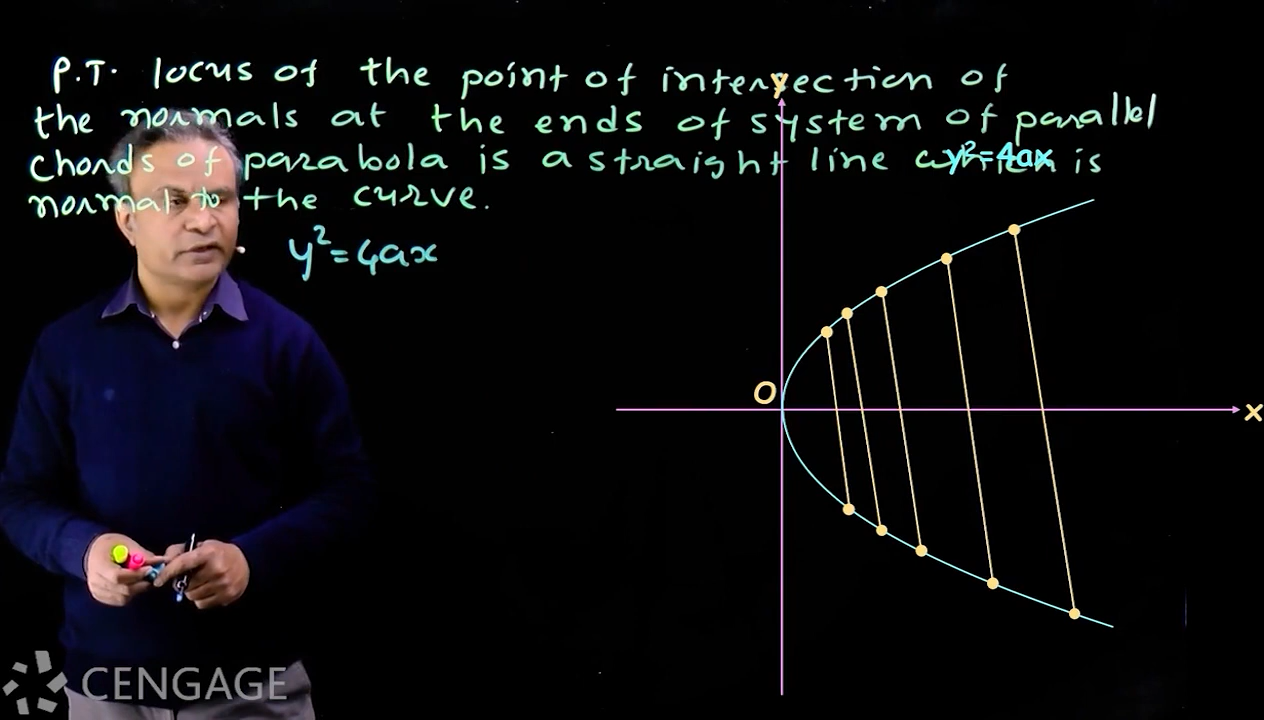 P.T. locus of the point of intersection of
the normals at the ends of system of parallel
chords of parabola is a straight line which is
normal to the curve.
y²=4ax
y²=4ax
Y
O
X
CENGAGE